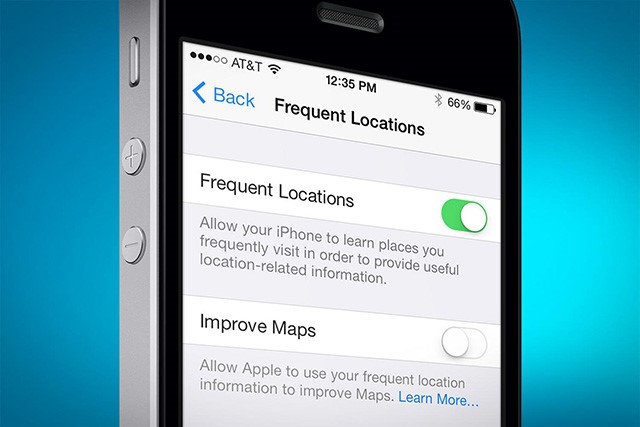 AT&T 12:35 PM 66%
Back Frequent Locations
Frequent Locations
Allow your iPhone to learn places you
frequently visit in order to provide useful
location-related information.
Improve Maps
Allow Apple to use your frequent location
information to improve Maps. Learn More...